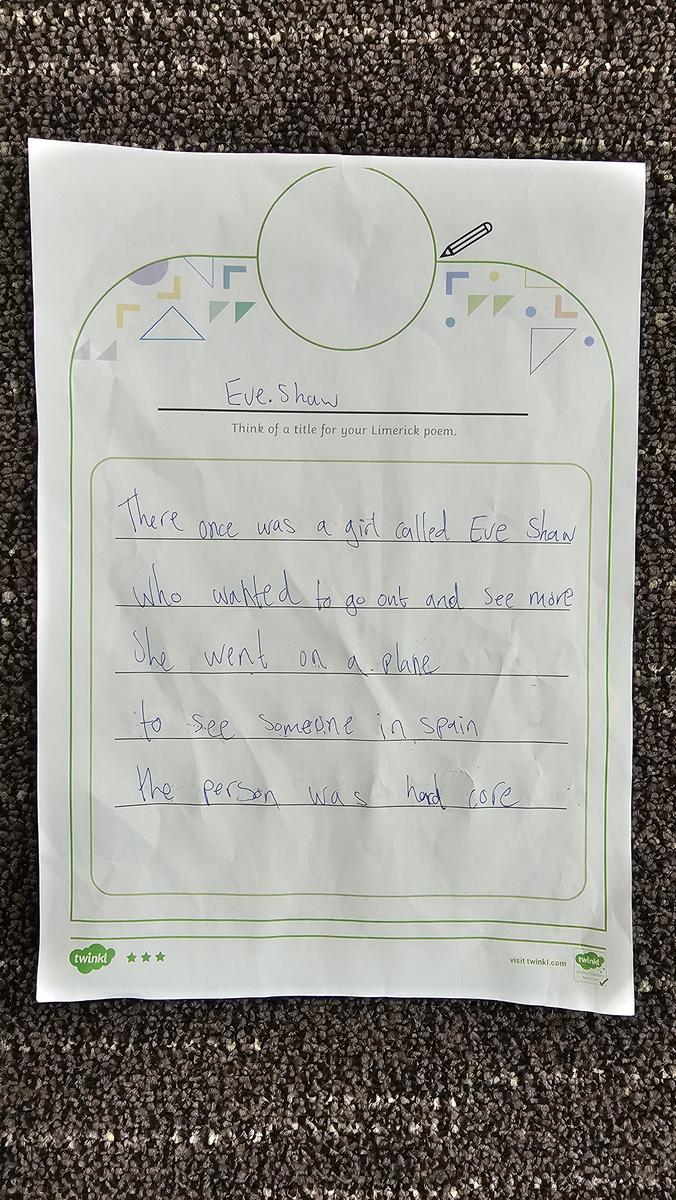 Eve. Shaw
Think of a title for your Limerick poem.
There once was a girl called Eve Shaw
who wanted to go out and see more
She went on a plane
to see someone in spain
the person was hard core
twinkl
visit twinkl.com
twinkl